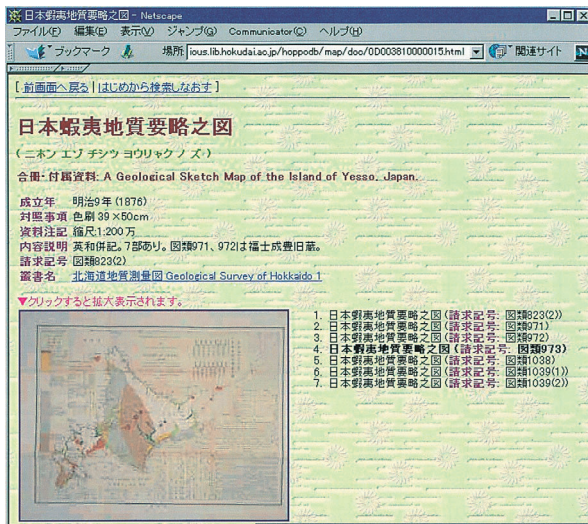 日本蝦夷地質要略之図 - Netscape
ファイル(F) 編集(E) 表示(V) ジャンプ(G) Communicator(C) ヘルプ(H)
ブックマーク 場所 ious.lib.hokudai.ac.jp/hoppodb/map/doo/0D003810000015.html 関連サイト N
[ 前画面へ戻る | はじめから検索しなおす ]
日本蝦夷地質要略之図
( ニホン エゾ チシツ ヨウリャク ノ ズ )
合冊・付属資料: A Geological Sketch Map of the Island of Yesso, Japan.
成立年 明治9年 (1876)
対照事項 色刷 39×50cm
資料注記 縮尺1:200万
内容説明 英和併記。7部あり。図類971、972は福士成豊旧蔵。
請求記号 図類823(2)
叢書名 北海道地質測量図 Geological Survey of Hokkaido 1
▼クリックすると拡大表示されます。
1. 日本蝦夷地質要略之図 (請求記号: 図類823(2))
2. 日本蝦夷地質要略之図 (請求記号: 図類971)
3. 日本蝦夷地質要略之図 (請求記号: 図類972)
4. 日本蝦夷地質要略之図 (請求記号: 図類973)
5. 日本蝦夷地質要略之図 (請求記号: 図類1038)
6. 日本蝦夷地質要略之図 (請求記号: 図類1039(1))
7. 日本蝦夷地質要略之図 (請求記号: 図類1039(2))